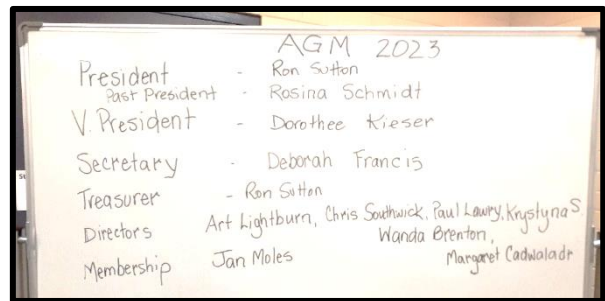 AGM 2023
President - Ron Sutton
Past President - Rosina Schmidt
V. President - Dorothee Kieser
Secretary - Deborah Francis
Treasurer - Ron Sutton
Directors Art Lightburn, Chris Southwick, Paul Lawry, Krystyna S
Wanda Brenton,
Membership Jan Moles Margaret Cadwaladr